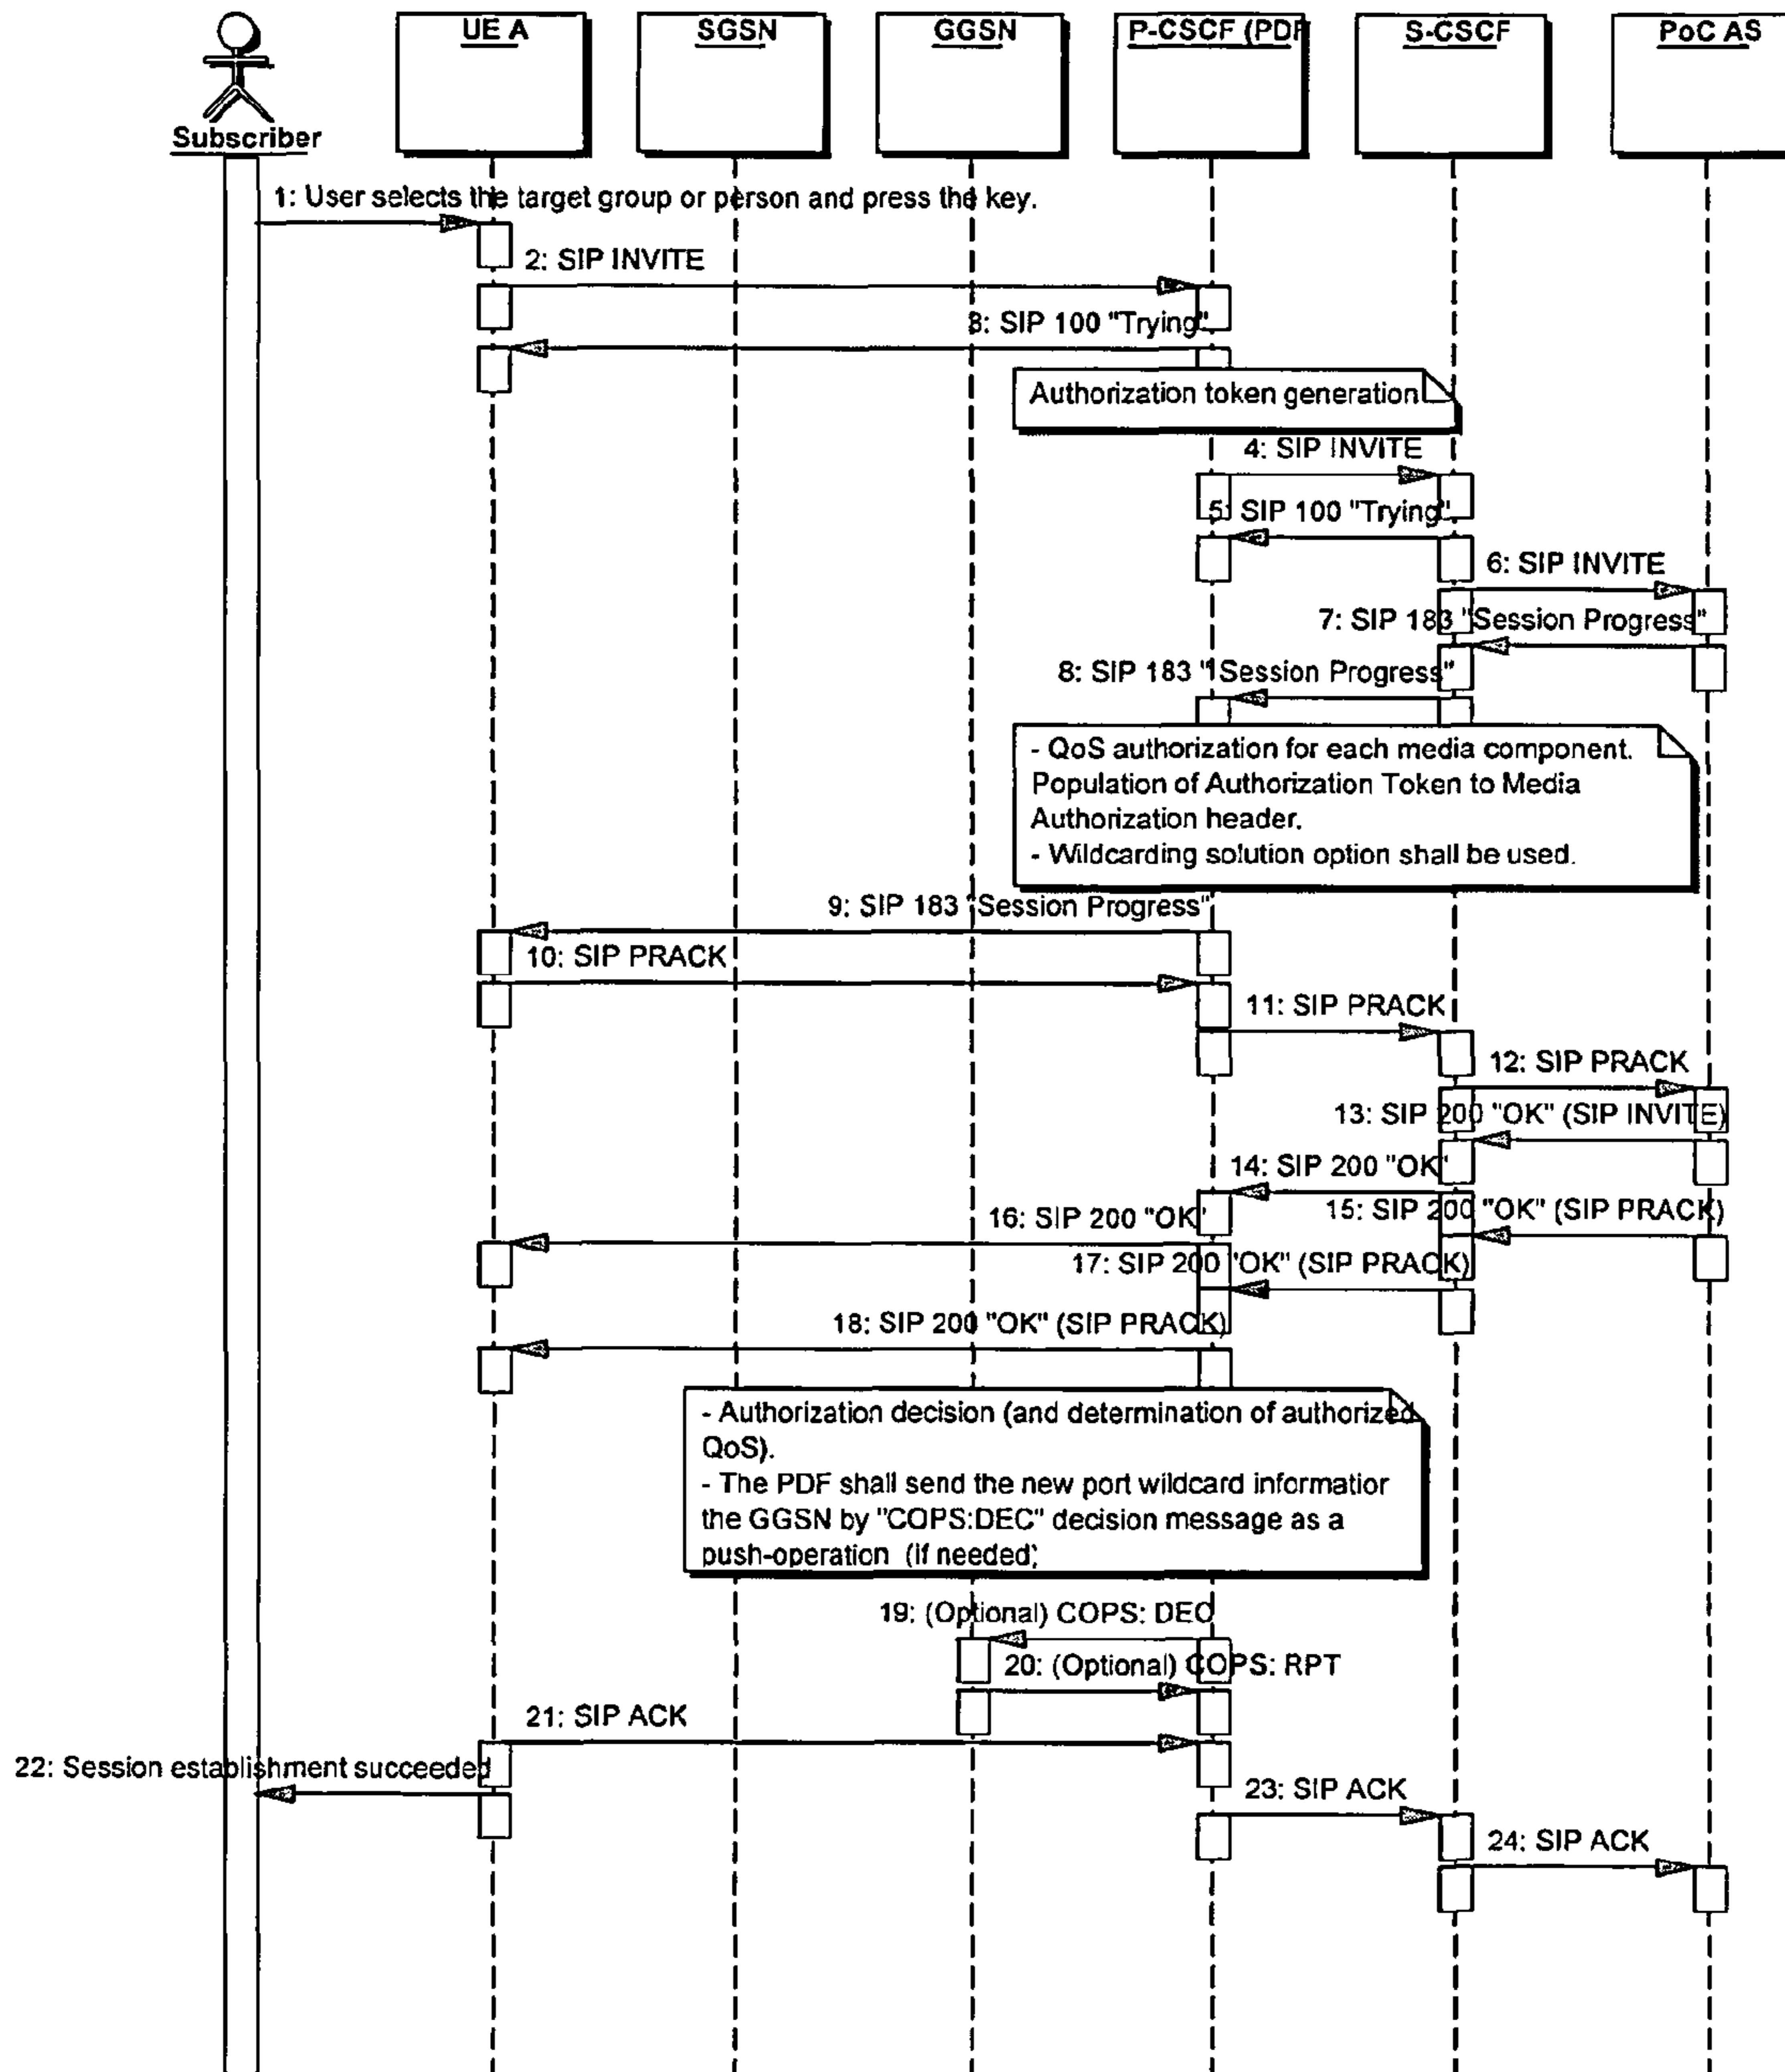 UE A
SGSN
GGSN
P-CSCF (PDF
S-CSCF
PoC AS
Subscriber
1: User selects the target group or person and press the key.
2: SIP INVITE
3: SIP 100 "Trying"
Authorization token generation
4: SIP INVITE
5: SIP 100 "Trying"
6: SIP INVITE
7: SIP 183 "Session Progress"
8: SIP 183 "Session Progress"
- QoS authorization for each media component.
Population of Authorization Token to Media
Authorization header.
- Wildcarding solution option shall be used.
9: SIP 183 "Session Progress"
10: SIP PRACK
11: SIP PRACK
12: SIP PRACK
13: SIP 200 "OK" (SIP INVITE)
14: SIP 200 "OK"
15: SIP 200 "OK" (SIP PRACK)
16: SIP 200 "OK"
17: SIP 200 "OK" (SIP PRACK)
18: SIP 200 "OK" (SIP PRACK)
- Authorization decision (and determination of authorized
QoS).
- The PDF shall send the new port wildcard informatior
the GGSN by "COPS:DEC" decision message as a
push-operation (if needed;
19: (Optional) COPS: DEC
20: (Optional) COPS: RPT
21: SIP ACK
22: Session establishment succeeded
23: SIP ACK
24: SIP ACK